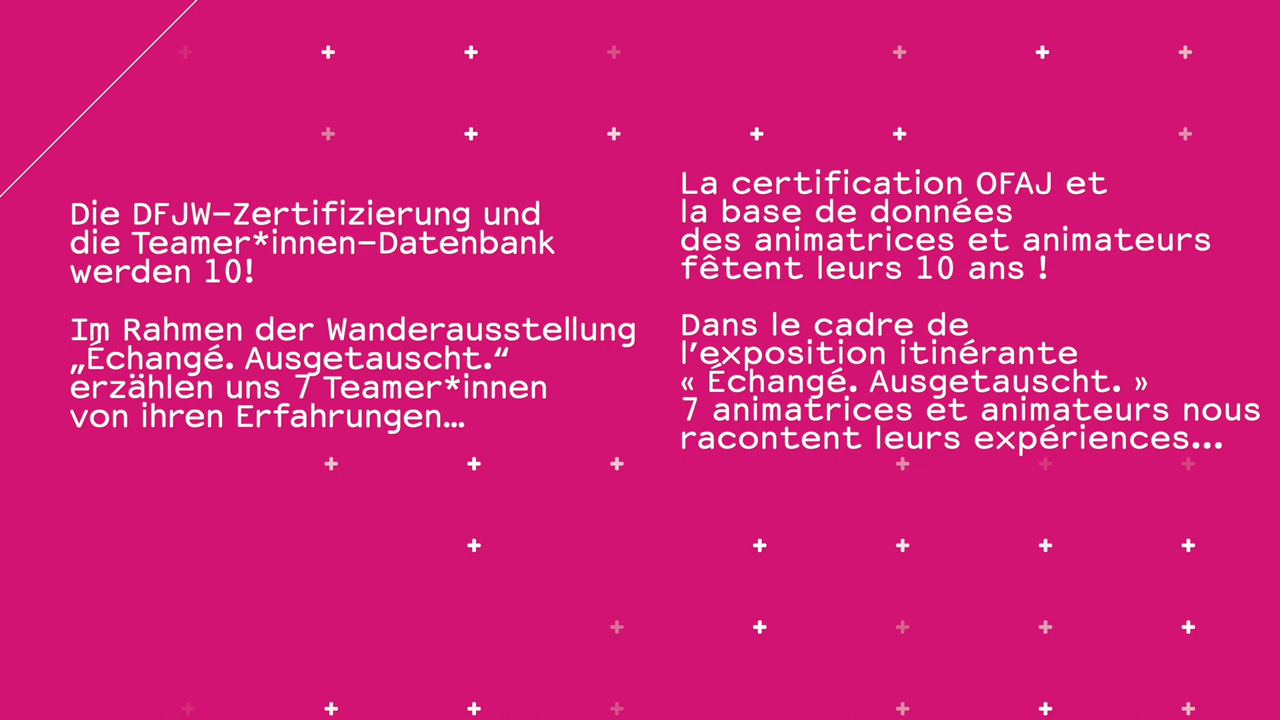 Die DFJW-Zertifizierung und
die Teamer*innen-Datenbank
werden 10!
Im Rahmen der Wanderausstellung
„Échangé. Ausgetauscht.“
erzählen uns 7 Teamer*innen
von ihren Erfahrungen…
La certification OFAJ et
la base de données
des animatrices et animateurs
fêtent leurs 10 ans !
Dans le cadre de
l’exposition itinérante
« Échangé. Ausgetauscht. »
7 animatrices et animateurs nous
racontent leurs expériences...